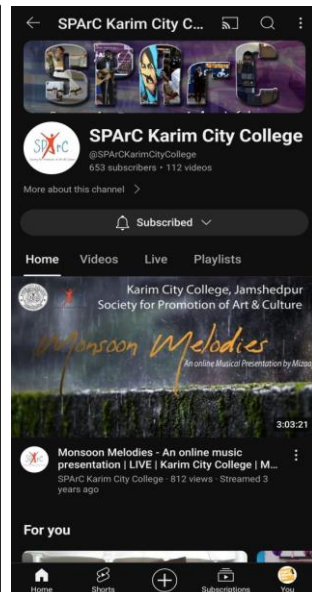 SPArC Karim City C...
SPArC
SPArC
SPArC Karim City College
@SPArCKarimCityCollege
653 subscribers • 112 videos
More about this channel
Subscribed
Home Videos Live Playlists
Karim City College, Jamshedpur
Society for Promotion of Art & Culture
Monsoon Melodies
An online Musical Presentation by Mizaa
3:03:21
Monsoon Melodies - An online music
presentation | LIVE | Karim City College | M...
SPArC Karim City College · 812 views · Streamed 3
years ago
For you
Home Shorts Subscriptions You